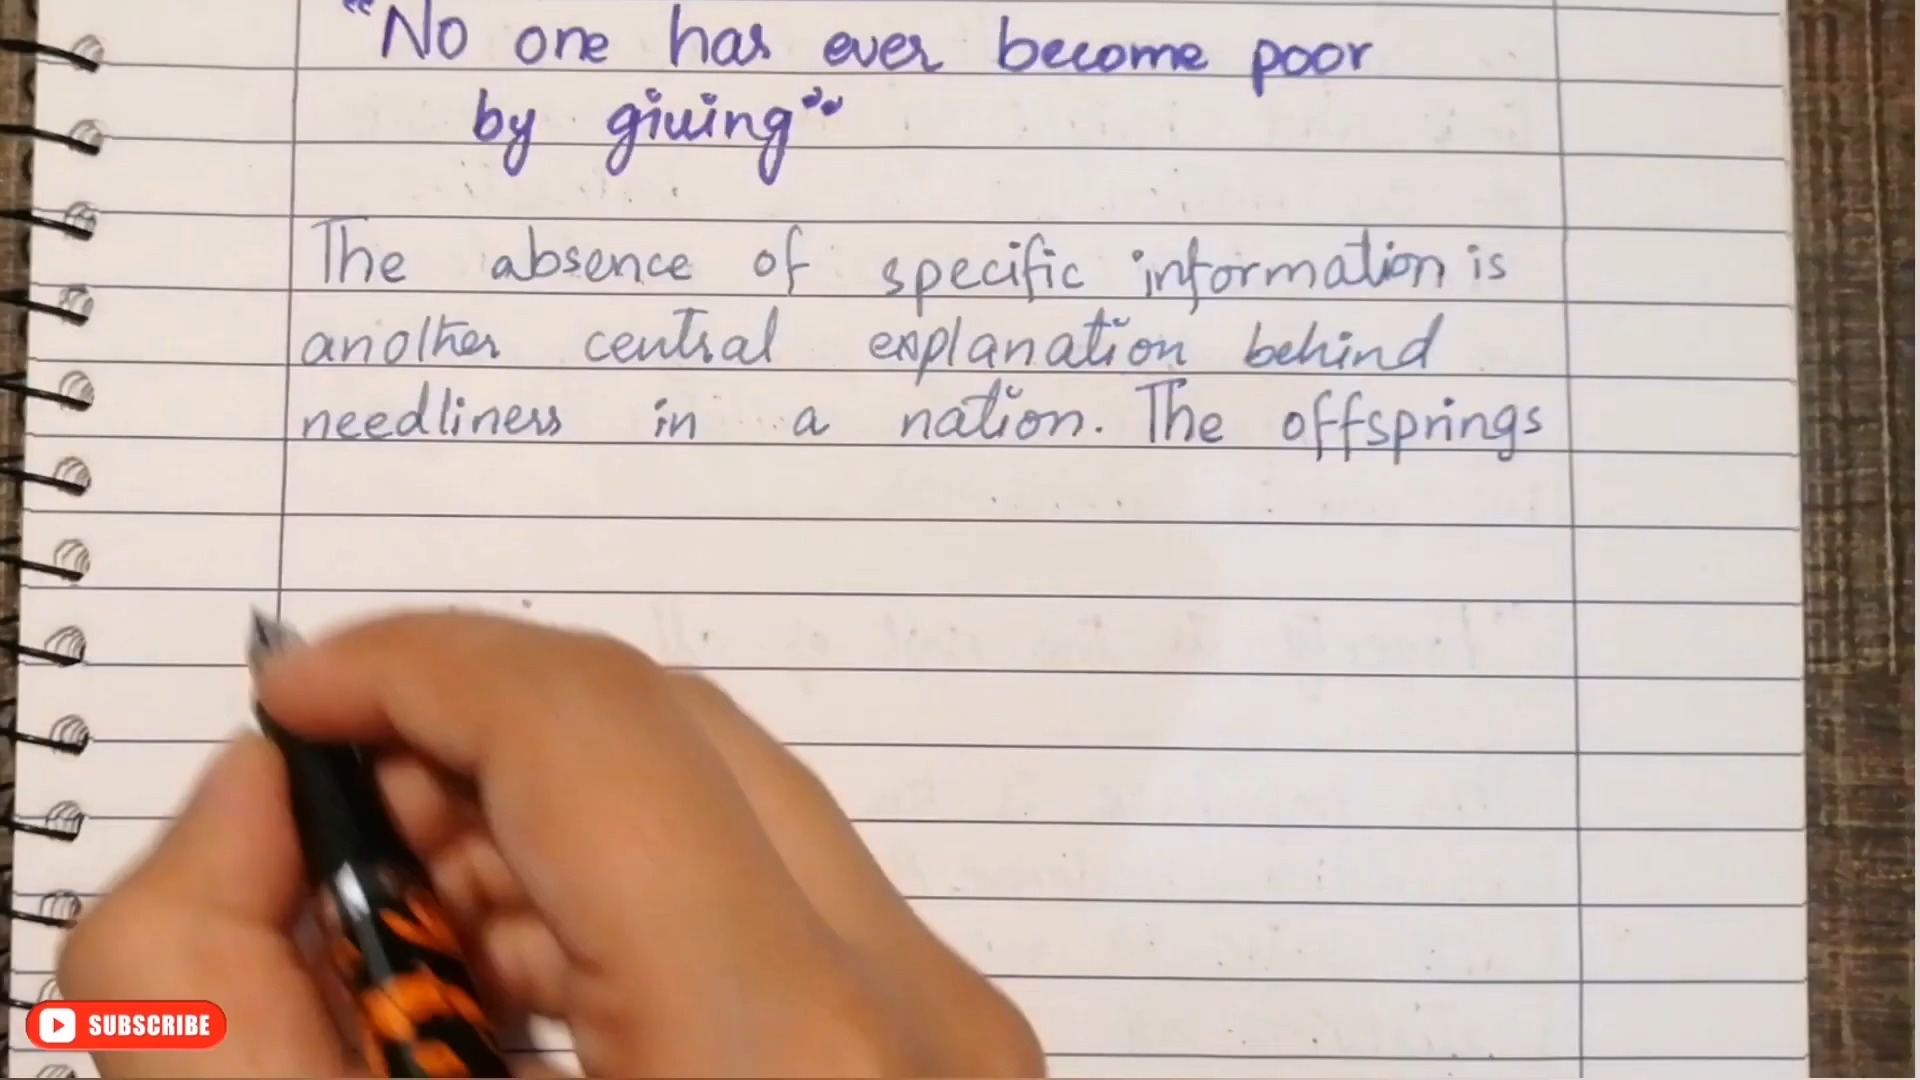 "No one has ever become poor
by giving"
The absence of specific information is
another central explanation behind
needliness in a nation. The offsprings
SUBSCRIBE